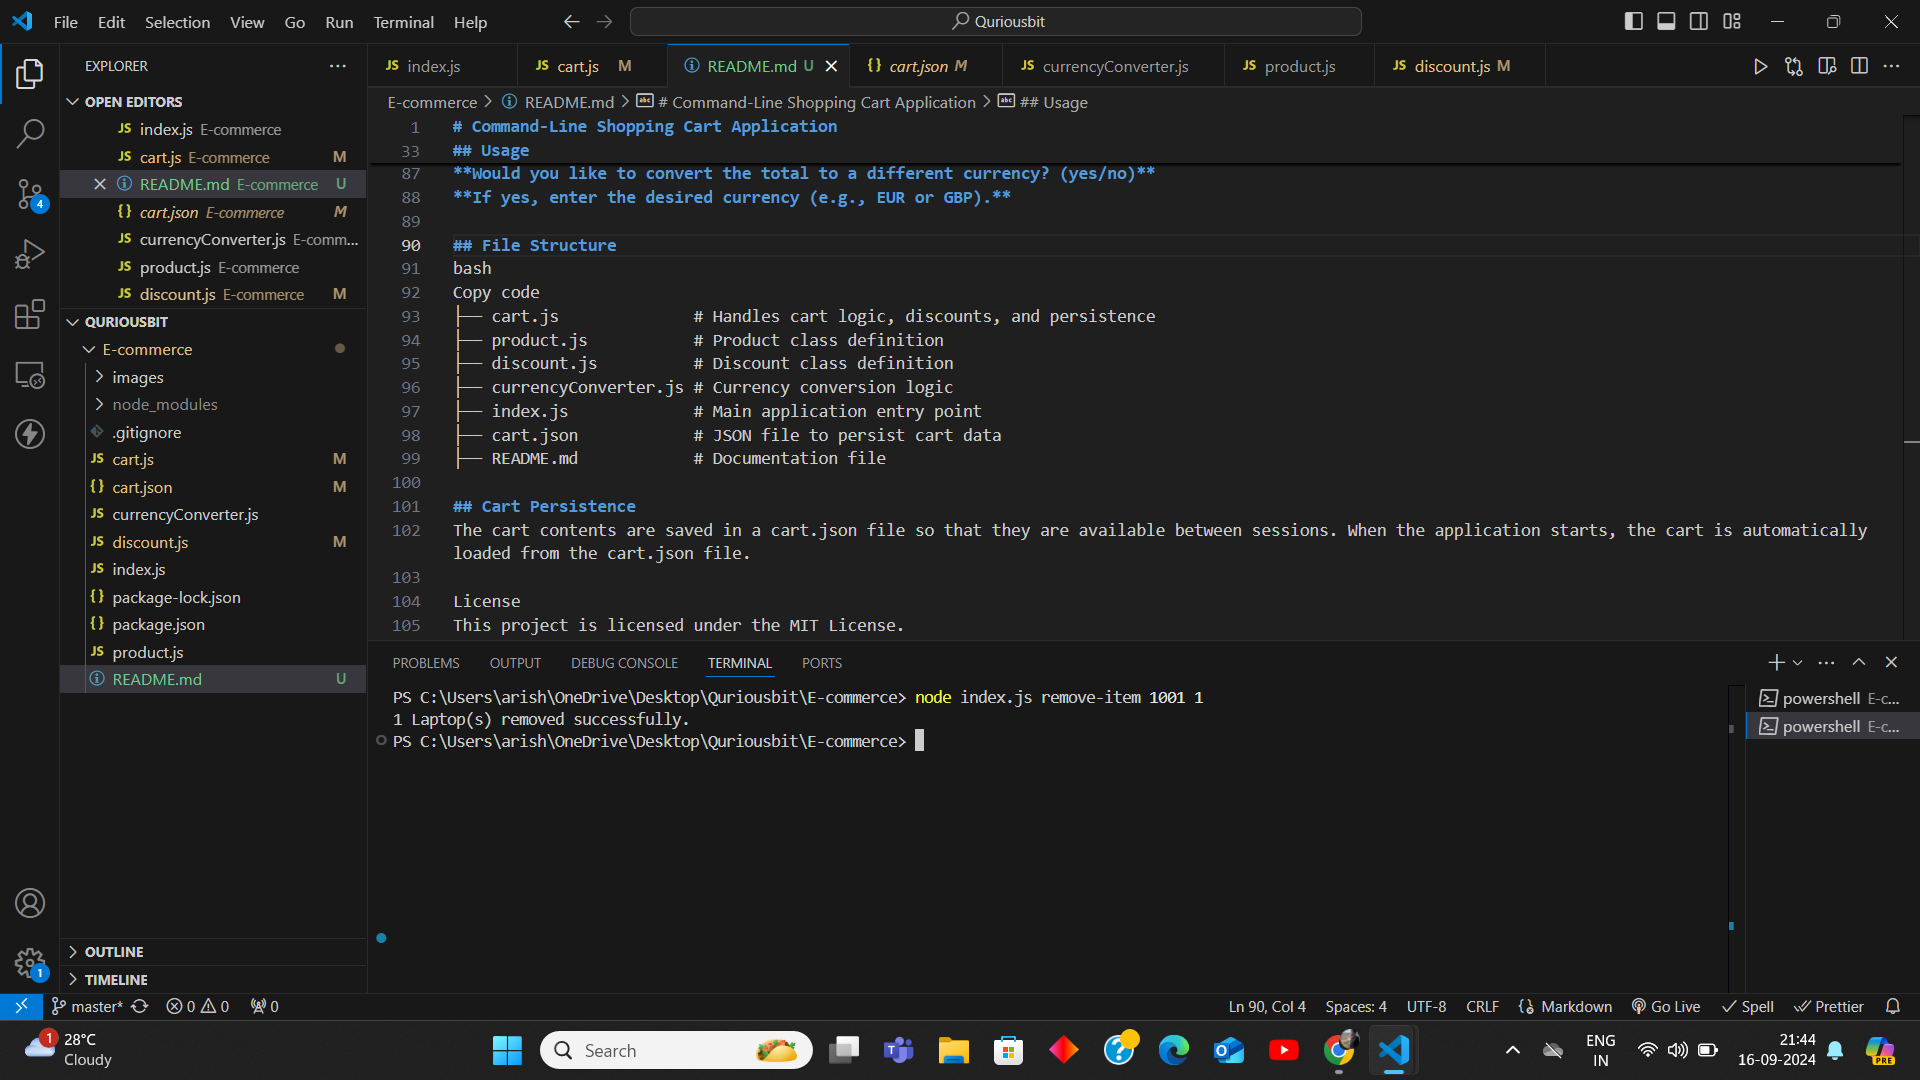 File Edit Selection View Go Run Terminal Help
Quriousbit
EXPLORER
OPEN EDITORS
JS index.js E-commerce
JS cart.js E-commerce M
README.md E-commerce U
{} cart.json E-commerce M
JS currencyConverter.js E-comm...
JS product.js E-commerce
JS discount.js E-commerce M
QURIOUSBIT
E-commerce
images
node_modules
.gitignore
JS cart.js M
{} cart.json M
JS currencyConverter.js
JS discount.js M
JS index.js
{} package-lock.json
{} package.json
JS product.js
README.md U
OUTLINE
TIMELINE
4
1
JS index.js JS cart.js M README.md U {} cart.json M JS currencyConverter.js JS product.js JS discount.js M
E-commerce > README.md > # Command-Line Shopping Cart Application > ## Usage
1 # Command-Line Shopping Cart Application
33 ## Usage
87 **Would you like to convert the total to a different currency? (yes/no)**
88 **If yes, enter the desired currency (e.g., EUR or GBP).**
89
90 ## File Structure
91 bash
92 Copy code
93 ├── cart.js # Handles cart logic, discounts, and persistence
94 ├── product.js # Product class definition
95 ├── discount.js # Discount class definition
96 ├── currencyConverter.js # Currency conversion logic
97 ├── index.js # Main application entry point
98 ├── cart.json # JSON file to persist cart data
99 ├── README.md # Documentation file
100
101 ## Cart Persistence
102 The cart contents are saved in a cart.json file so that they are available between sessions. When the application starts, the cart is automatically
loaded from the cart.json file.
103
104 License
105 This project is licensed under the MIT License.
PROBLEMS OUTPUT DEBUG CONSOLE TERMINAL PORTS
PS C:\Users\arish\OneDrive\Desktop\Quriousbit\E-commerce> node index.js remove-item 1001 1
1 Laptop(s) removed successfully.
PS C:\Users\arish\OneDrive\Desktop\Quriousbit\E-commerce>
powershell E-c...
powershell E-c...
master* 0 0 0
Ln 90, Col 4 Spaces: 4 UTF-8 CRLF {} Markdown Go Live Spell Prettier
1
28°C
Cloudy
Search
ENG
IN
21:44
16-09-2024
PRE